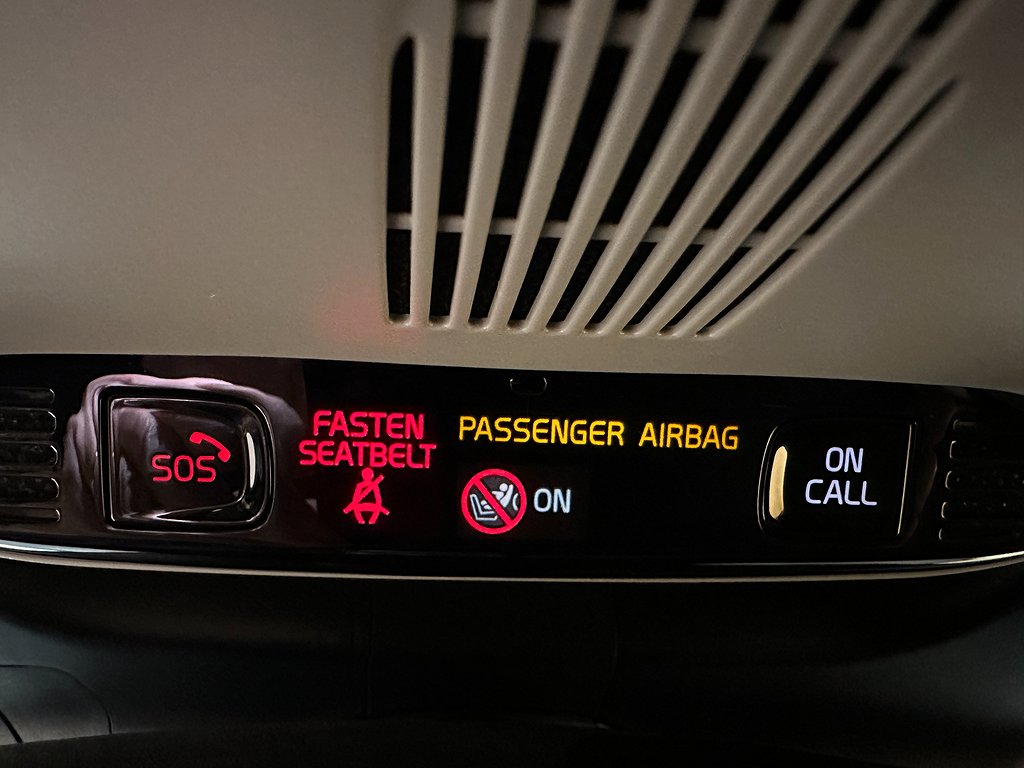 SOS
FASTEN
SEATBELT
PASSENGER AIRBAG
ON
ON
CALL